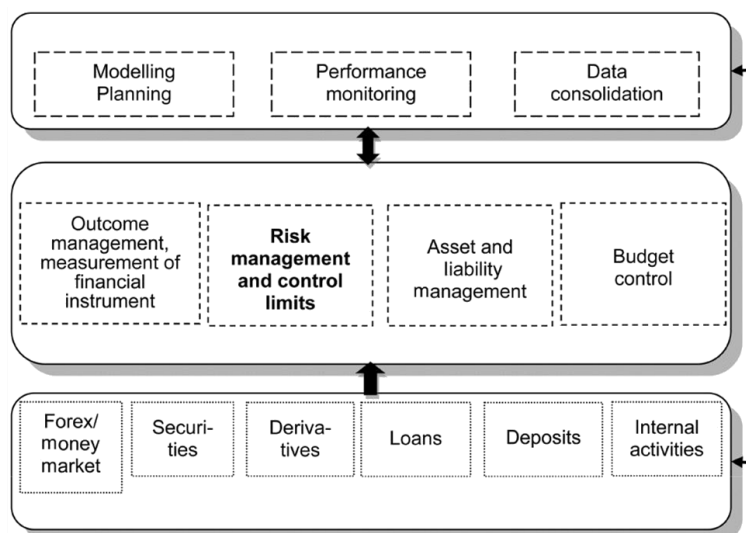 Modelling
Planning
Performance
monitoring
Data
consolidation
Outcome
management,
measurement of
financial
instrument
Risk
management
and control
limits
Asset and
liability
management
Budget
control
Forex/
money
market
Securi-
ties
Deriva-
tives
Loans
Deposits
Internal
activities